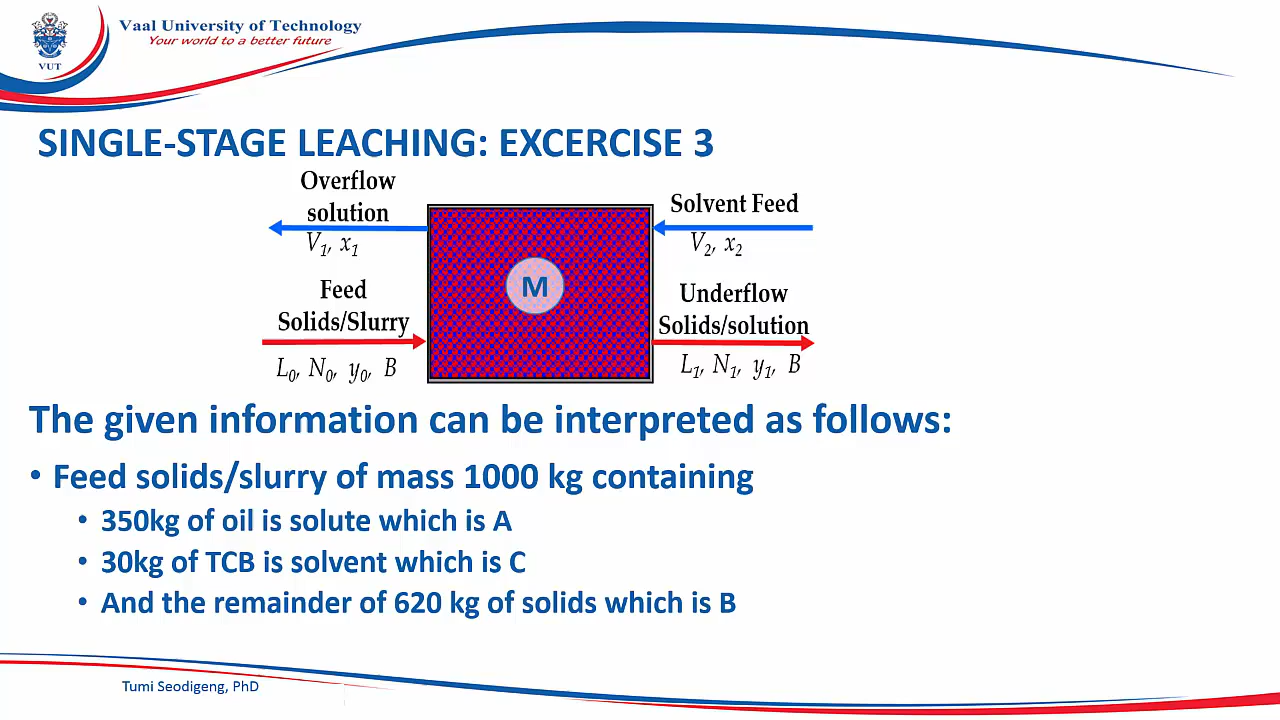 Vaal University of Technology
Your world to a better future
VUT
SINGLE-STAGE LEACHING: EXCERCISE 3
Overflow
solution
V1, x1
Solvent Feed
V2, x2
M
Feed
Solids/Slurry
L0, N0, y0, B
Underflow
Solids/solution
L1, N1, y1, B
The given information can be interpreted as follows:
• Feed solids/slurry of mass 1000 kg containing
• 350kg of oil is solute which is A
• 30kg of TCB is solvent which is C
• And the remainder of 620 kg of solids which is B
Tumi Seodigeng, PhD